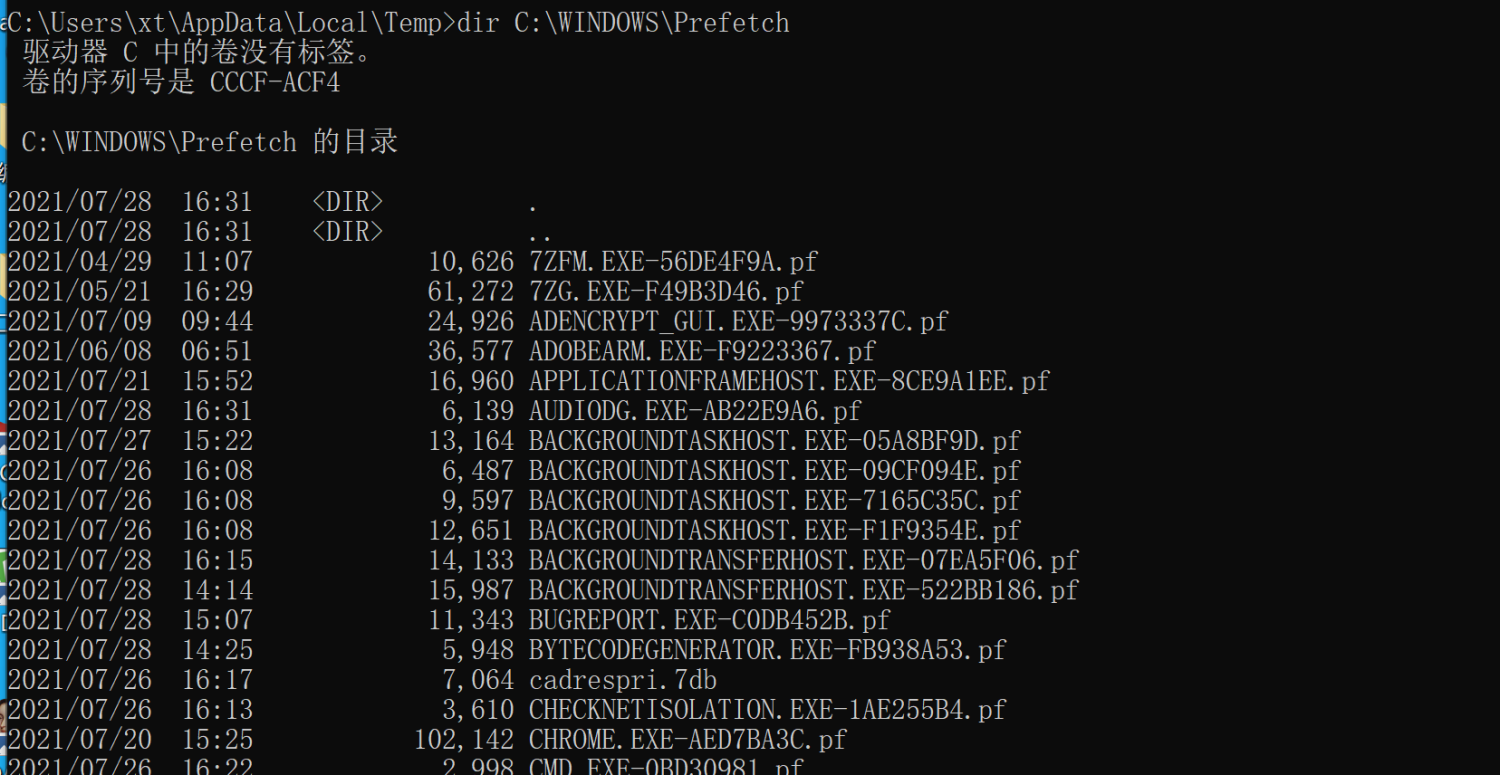 C:\Users\xt\AppData\Local\Temp>dir C:\WINDOWS\Prefetch
驱动器 C 中的卷没有标签。
卷的序列号是 CCCF-ACF4
C:\WINDOWS\Prefetch 的目录
2021/07/28 16:31 <DIR> .
2021/07/28 16:31 <DIR> ..
2021/04/29 11:07 10,626 7ZFM.EXE-56DE4F9A.pf
2021/05/21 16:29 61,272 7ZG.EXE-F49B3D46.pf
2021/07/09 09:44 24,926 ADENCRYPT_GUI.EXE-9973337C.pf
2021/06/08 06:51 36,577 ADOBEARM.EXE-F9223367.pf
2021/07/21 15:52 16,960 APPLICATIONFRAMEHOST.EXE-8CE9A1EE.pf
2021/07/28 16:31 6,139 AUDIODG.EXE-AB22E9A6.pf
2021/07/27 15:22 13,164 BACKGROUNDTASKHOST.EXE-05A8BF9D.pf
2021/07/26 16:08 6,487 BACKGROUNDTASKHOST.EXE-09CF094E.pf
2021/07/26 16:08 9,597 BACKGROUNDTASKHOST.EXE-7165C35C.pf
2021/07/26 16:08 12,651 BACKGROUNDTASKHOST.EXE-F1F9354E.pf
2021/07/28 16:15 14,133 BACKGROUNDTRANSFERHOST.EXE-07EA5F06.pf
2021/07/28 14:14 15,987 BACKGROUNDTRANSFERHOST.EXE-522BB186.pf
2021/07/28 15:07 11,343 BUGREPORT.EXE-C0DB452B.pf
2021/07/28 14:25 5,948 BYTECODEGENERATOR.EXE-FB938A53.pf
2021/07/26 16:17 7,064 cadrespri.7db
2021/07/26 16:13 3,610 CHECKNETISOLATION.EXE-1AE255B4.pf
2021/07/20 15:25 102,142 CHROME.EXE-AED7BA3C.pf
2021/07/26 16:22 2,998 CMD.EXE-0BD30981.pf